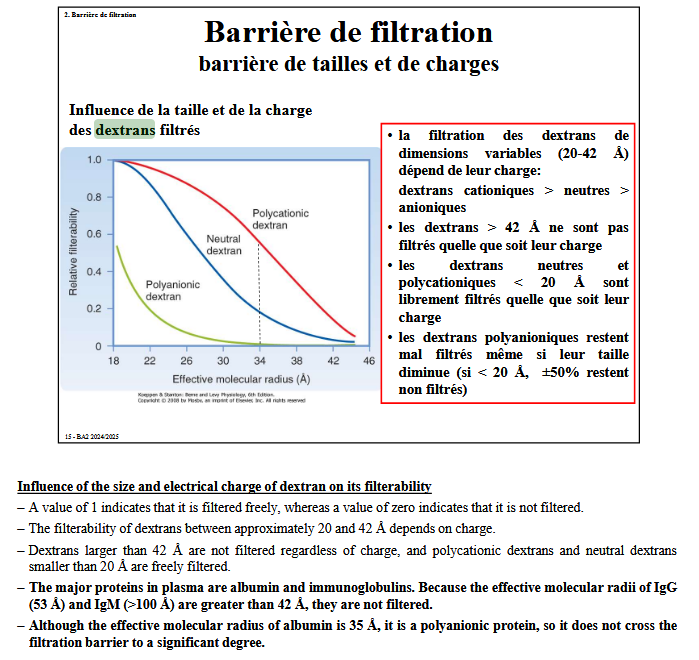 2. Barrière de filtration
Barrière de filtration
barrière de tailles et de charges
Influence de la taille et de la charge
des dextrans filtrés
1.0
0.8
0.6
0.4
0.2
0
Relative filterability
Polycationic
dextran
Neutral
dextran
Polyanionic
dextran
18 22 26 30 34 38 42 46
Effective molecular radius (Å)
Koeppen & Stanton: Berne and Levy Physiology, 6th Edition.
Copyright © 2008 by Mosby, an imprint of Elsevier, Inc. All rights reserved
• la filtration des dextrans de
dimensions variables (20-42 Å)
dépend de leur charge:
dextrans cationiques > neutres >
anioniques
• les dextrans > 42 Å ne sont pas
filtrés quelle que soit leur charge
• les dextrans neutres et
polycationiques < 20 Å sont
librement filtrés quelle que soit leur
charge
• les dextrans polyanioniques restent
mal filtrés même si leur taille
diminue (si < 20 Å, ±50% restent
non filtrés)
15 - BA2 2024/2025
Influence of the size and electrical charge of dextran on its filterability
– A value of 1 indicates that it is filtered freely, whereas a value of zero indicates that it is not filtered.
– The filterability of dextrans between approximately 20 and 42 Å depends on charge.
– Dextrans larger than 42 Å are not filtered regardless of charge, and polycationic dextrans and neutral dextrans
smaller than 20 Å are freely filtered.
– The major proteins in plasma are albumin and immunoglobulins. Because the effective molecular radii of IgG
(53 Å) and IgM (>100 Å) are greater than 42 Å, they are not filtered.
– Although the effective molecular radius of albumin is 35 Å, it is a polyanionic protein, so it does not cross the
filtration barrier to a significant degree.